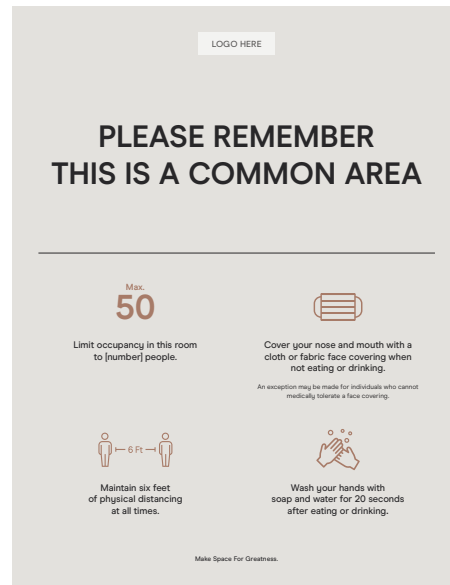 LOGO HERE
PLEASE REMEMBER
THIS IS A COMMON AREA
Max.
50
Limit occupancy in this room
to [number] people.
Cover your nose and mouth with a
cloth or fabric face covering when
not eating or drinking.
An exception may be made for individuals who cannot
medically tolerate a face covering.
6 Ft
Maintain six feet
of physical distancing
at all times.
Wash your hands with
soap and water for 20 seconds
after eating or drinking.
Make Space For Greatness.